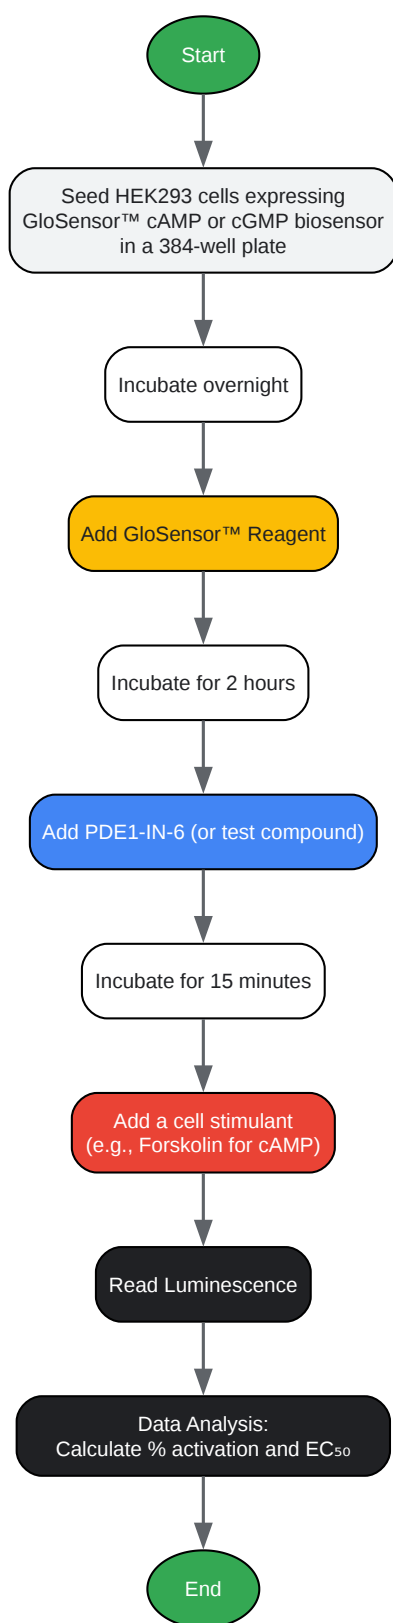 Start
Seed HEK293 cells expressing
GloSensor™ cAMP or cGMP biosensor
in a 384-well plate
Incubate overnight
Add GloSensor™ Reagent
Incubate for 2 hours
Add PDE1-IN-6 (or test compound)
Incubate for 15 minutes
Add a cell stimulant
(e.g., Forskolin for cAMP)
Read Luminescence
Data Analysis:
Calculate % activation and EC₅₀
End